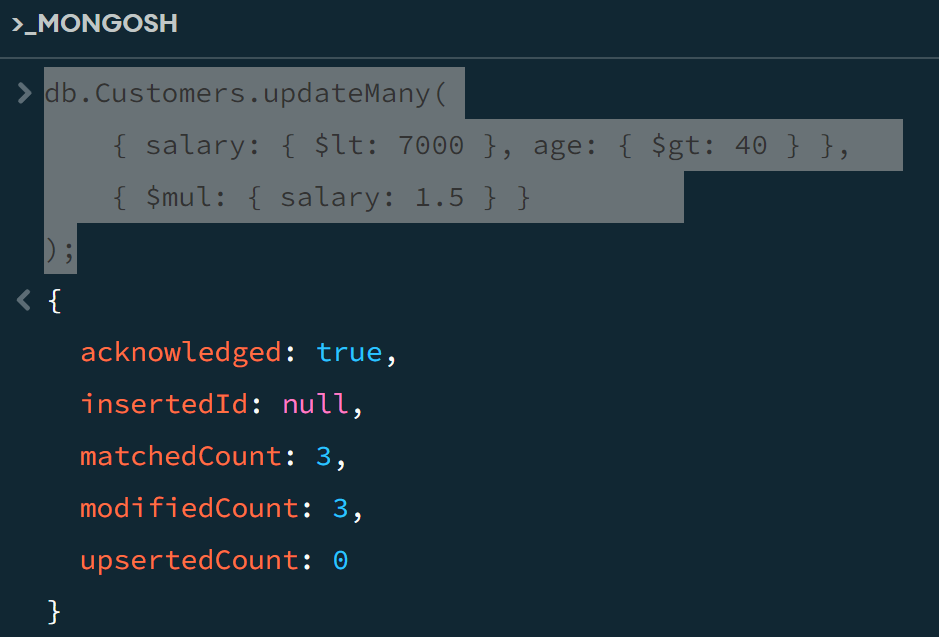 >_MONGOSH
> db.Customers.updateMany(
{ salary: { $lt: 7000 }, age: { $gt: 40 } },
{ $mul: { salary: 1.5 } }
);
< {
acknowledged: true,
insertedId: null,
matchedCount: 3,
modifiedCount: 3,
upsertedCount: 0
}